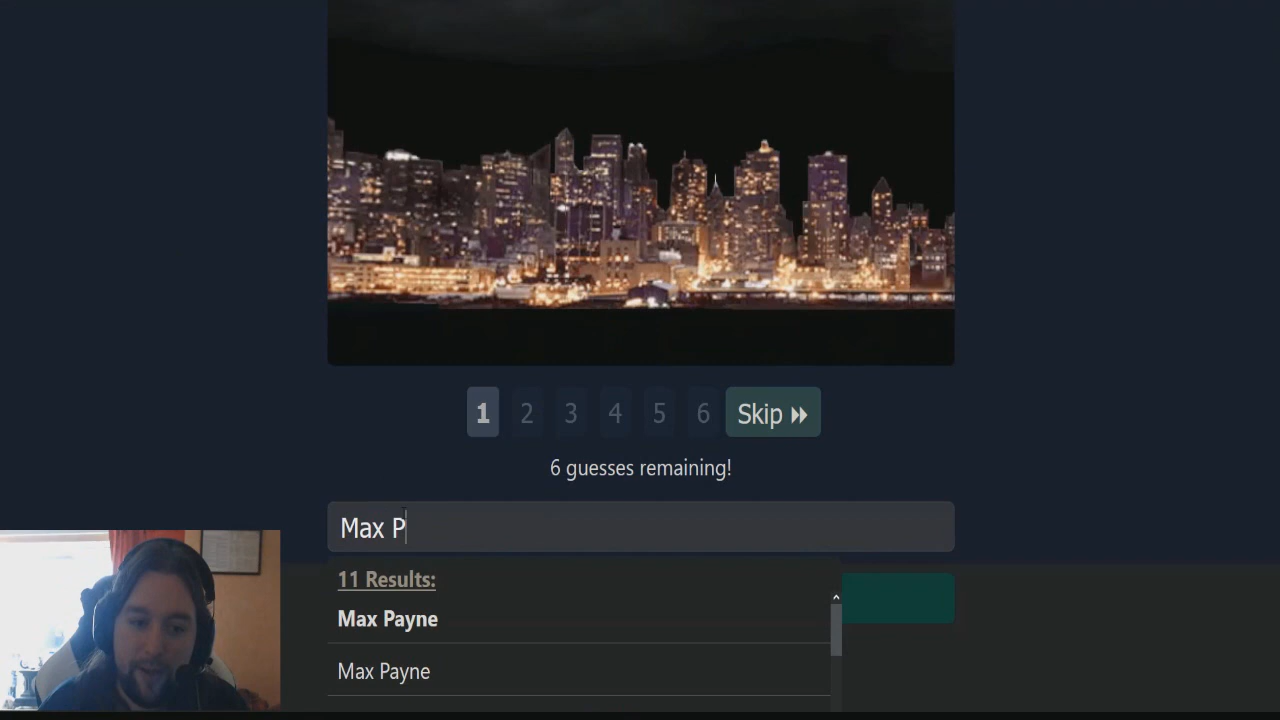 1 2 3 4 5 6 Skip
6 guesses remaining!
Max P
11 Results:
Max Payne
Max Payne